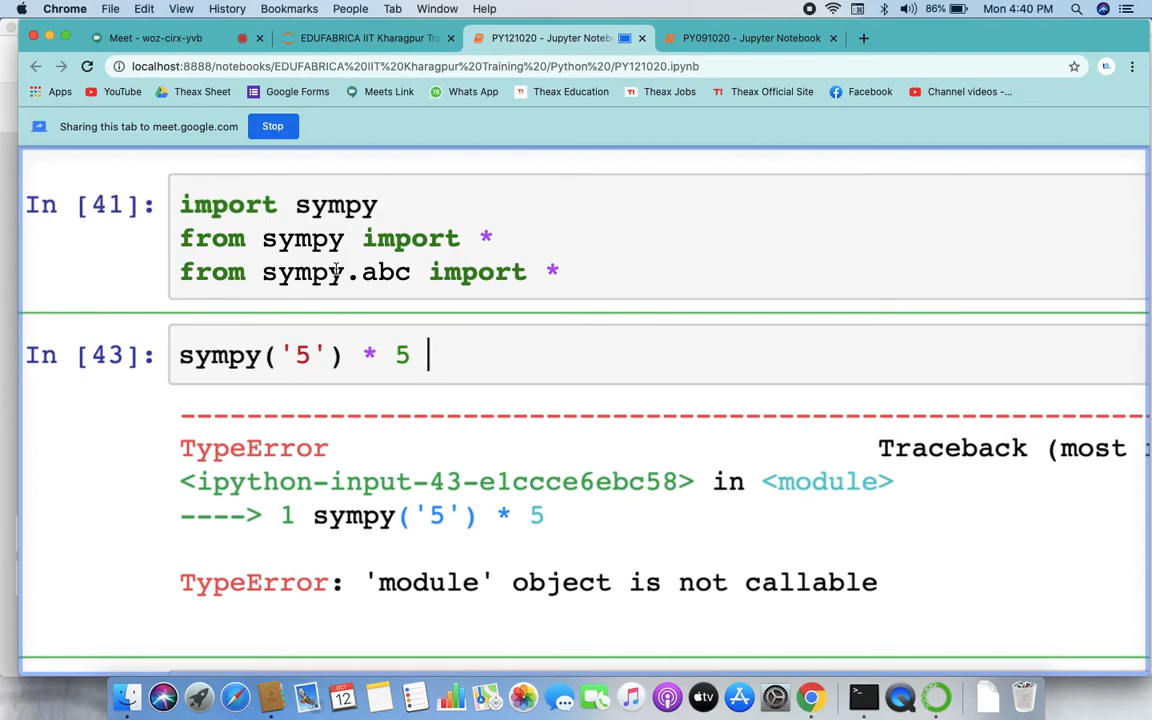 Chrome File Edit View History Bookmarks People Tab Window Help 86% Mon 4:40 PM
Meet - woz-cirx-yvb EDUFABRICA IIT Kharagpur Tra PY121020 - Jupyter Noteb PY091020 - Jupyter Notebook
localhost:8888/notebooks/EDUFABRICA%20IIT%20Kharagpur%20Training%20/Python%20/PY121020.ipynb
Apps YouTube Theax Sheet Google Forms Meets Link Whats App Theax Education Theax Jobs Theax Official Site Facebook Channel videos -...
Sharing this tab to meet.google.com Stop
In [41]: import sympy
from sympy import *
from sympy.abc import *
In [43]: sympy('5') * 5
--------------------------------------------------------------------------
TypeError Traceback (most
<ipython-input-43-e1ccce6ebc58> in <module>
----> 1 sympy('5') * 5
TypeError: 'module' object is not callable
OCT
12
tv